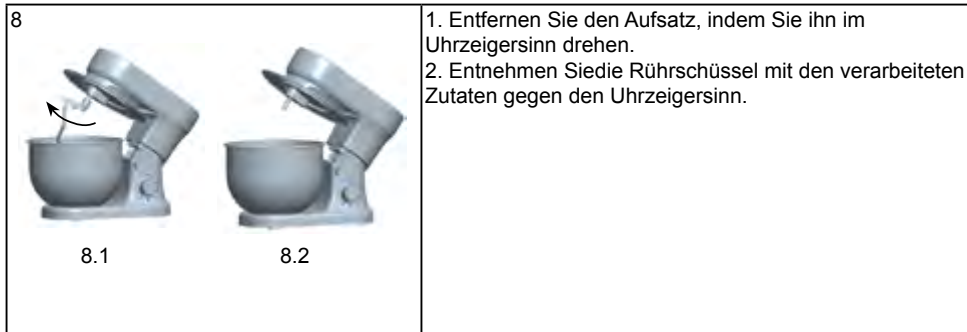 8
8.1 8.2
1. Entfernen Sie den Aufsatz, indem Sie ihn im
Uhrzeigersinn drehen.
2. Entnehmen Siedie Rührschüssel mit den verarbeiteten
Zutaten gegen den Uhrzeigersinn.